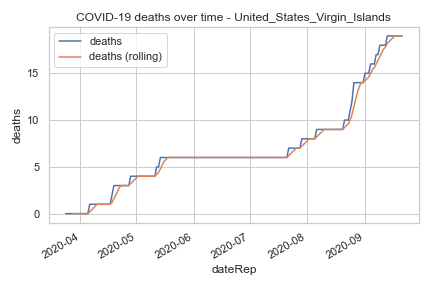 COVID-19 deaths over time - United_States_Virgin_Islands
deaths
deaths (rolling)
15
10
5
0
deaths
2020-04
2020-05
2020-06
2020-07
2020-08
2020-09
dateRep